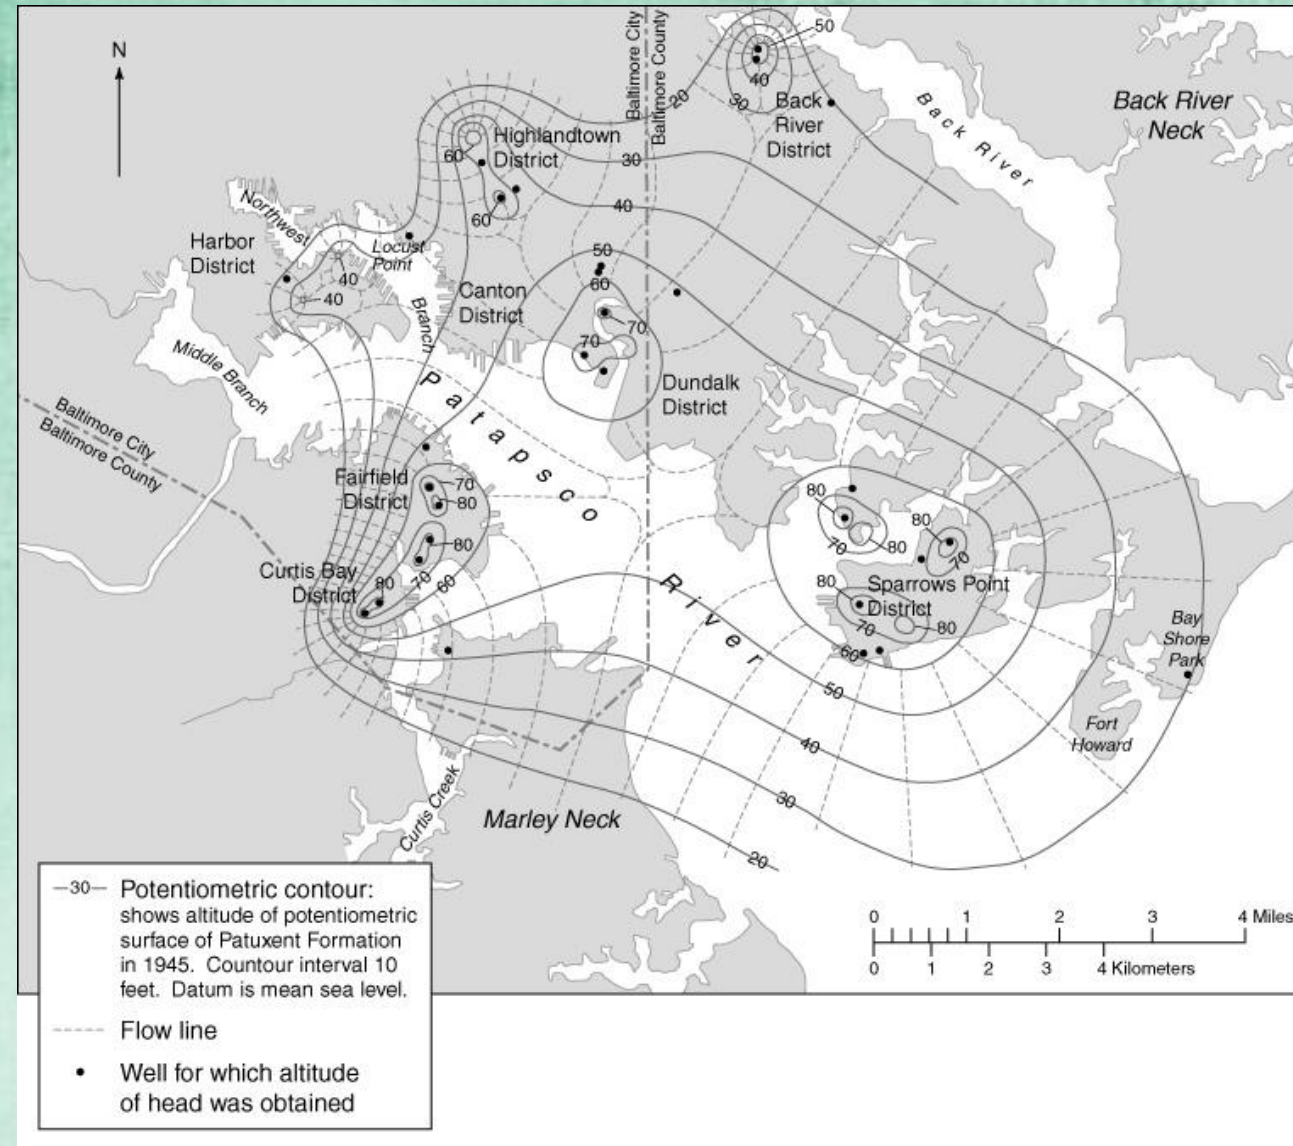 N
Baltimore City
Baltimore County
50
40
30
20
Back
River
District
Back River
Back River
Neck
Highlandtown
District
60
60
30
40
Northwest
Harbor
District
Locust
Point
40
40
Branch
Canton
District
50
60
70
70
Dundalk
District
Middle Branch
Baltimore City
Baltimore County
Patapsco
River
Fairfield
District
70
80
80
Curtis Bay
District
80
70
60
80
70
80
80
70
80
Sparrows Point
District
70
80
60
50
40
30
20
Bay
Shore
Park
Fort
Howard
Marley Neck
Curtis Creek
0 1 2 3 4 Miles
0 1 2 3 4 Kilometers
—30— Potentiometric contour:
shows altitude of potentiometric
surface of Patuxent Formation
in 1945. Countour interval 10
feet. Datum is mean sea level.
Flow line
Well for which altitude
of head was obtained